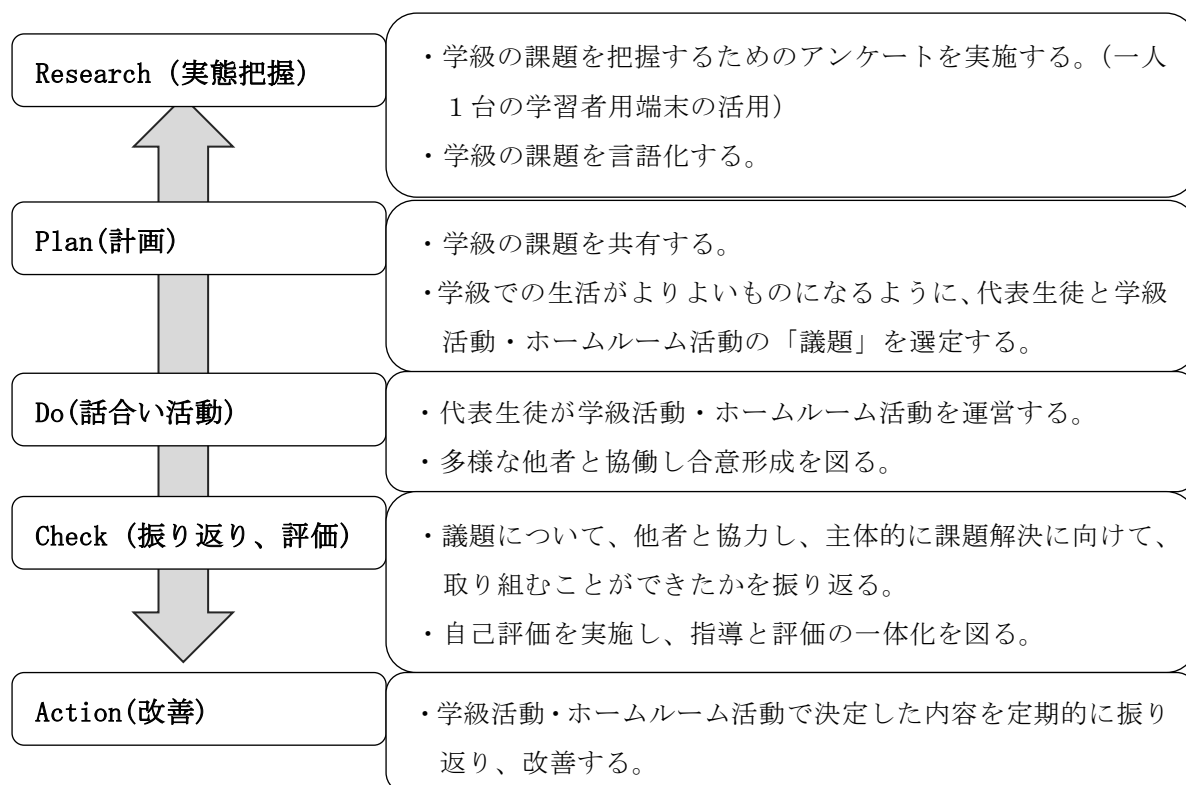 Research (実態把握)
・学級の課題を把握するためのアンケートを実施する。(一人
１台の学習者用端末の活用)
・学級の課題を言語化する。
Plan(計画)
・学級の課題を共有する。
・学級での生活がよりよいものになるように、代表生徒と学級
活動・ホームルーム活動の「議題」を選定する。
Do(話合い活動)
・代表生徒が学級活動・ホームルーム活動を運営する。
・多様な他者と協働し合意形成を図る。
Check (振り返り、評価)
・議題について、他者と協力し、主体的に課題解決に向けて、
取り組むことができたかを振り返る。
・自己評価を実施し、指導と評価の一体化を図る。
Action(改善)
・学級活動・ホームルーム活動で決定した内容を定期的に振り
返り、改善する。